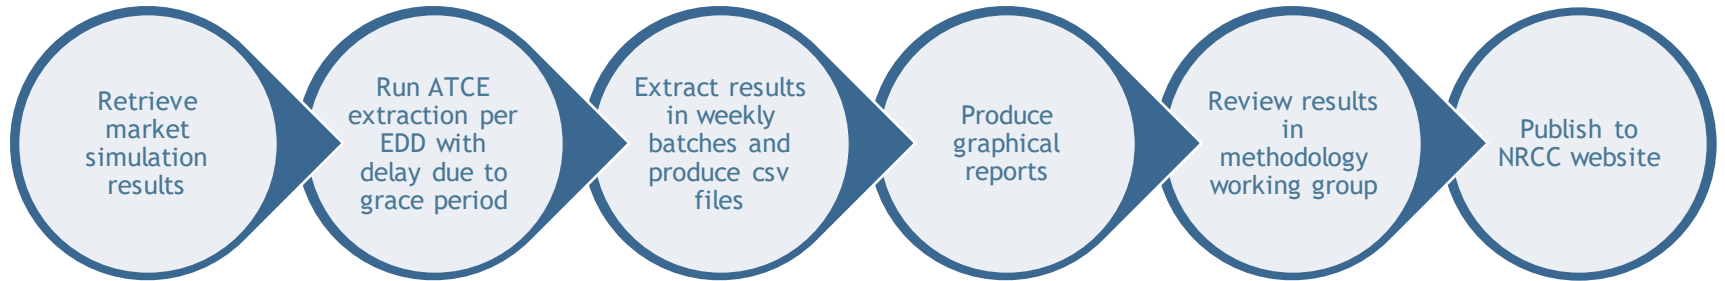 Retrieve
market
simulation
results
Run ATCE
extraction per
EDD with
delay due to
grace period
Extract results
in weekly
batches and
produce csv
files
Produce
graphical
reports
Review results
in
methodology
working group
Publish to
NRCC website